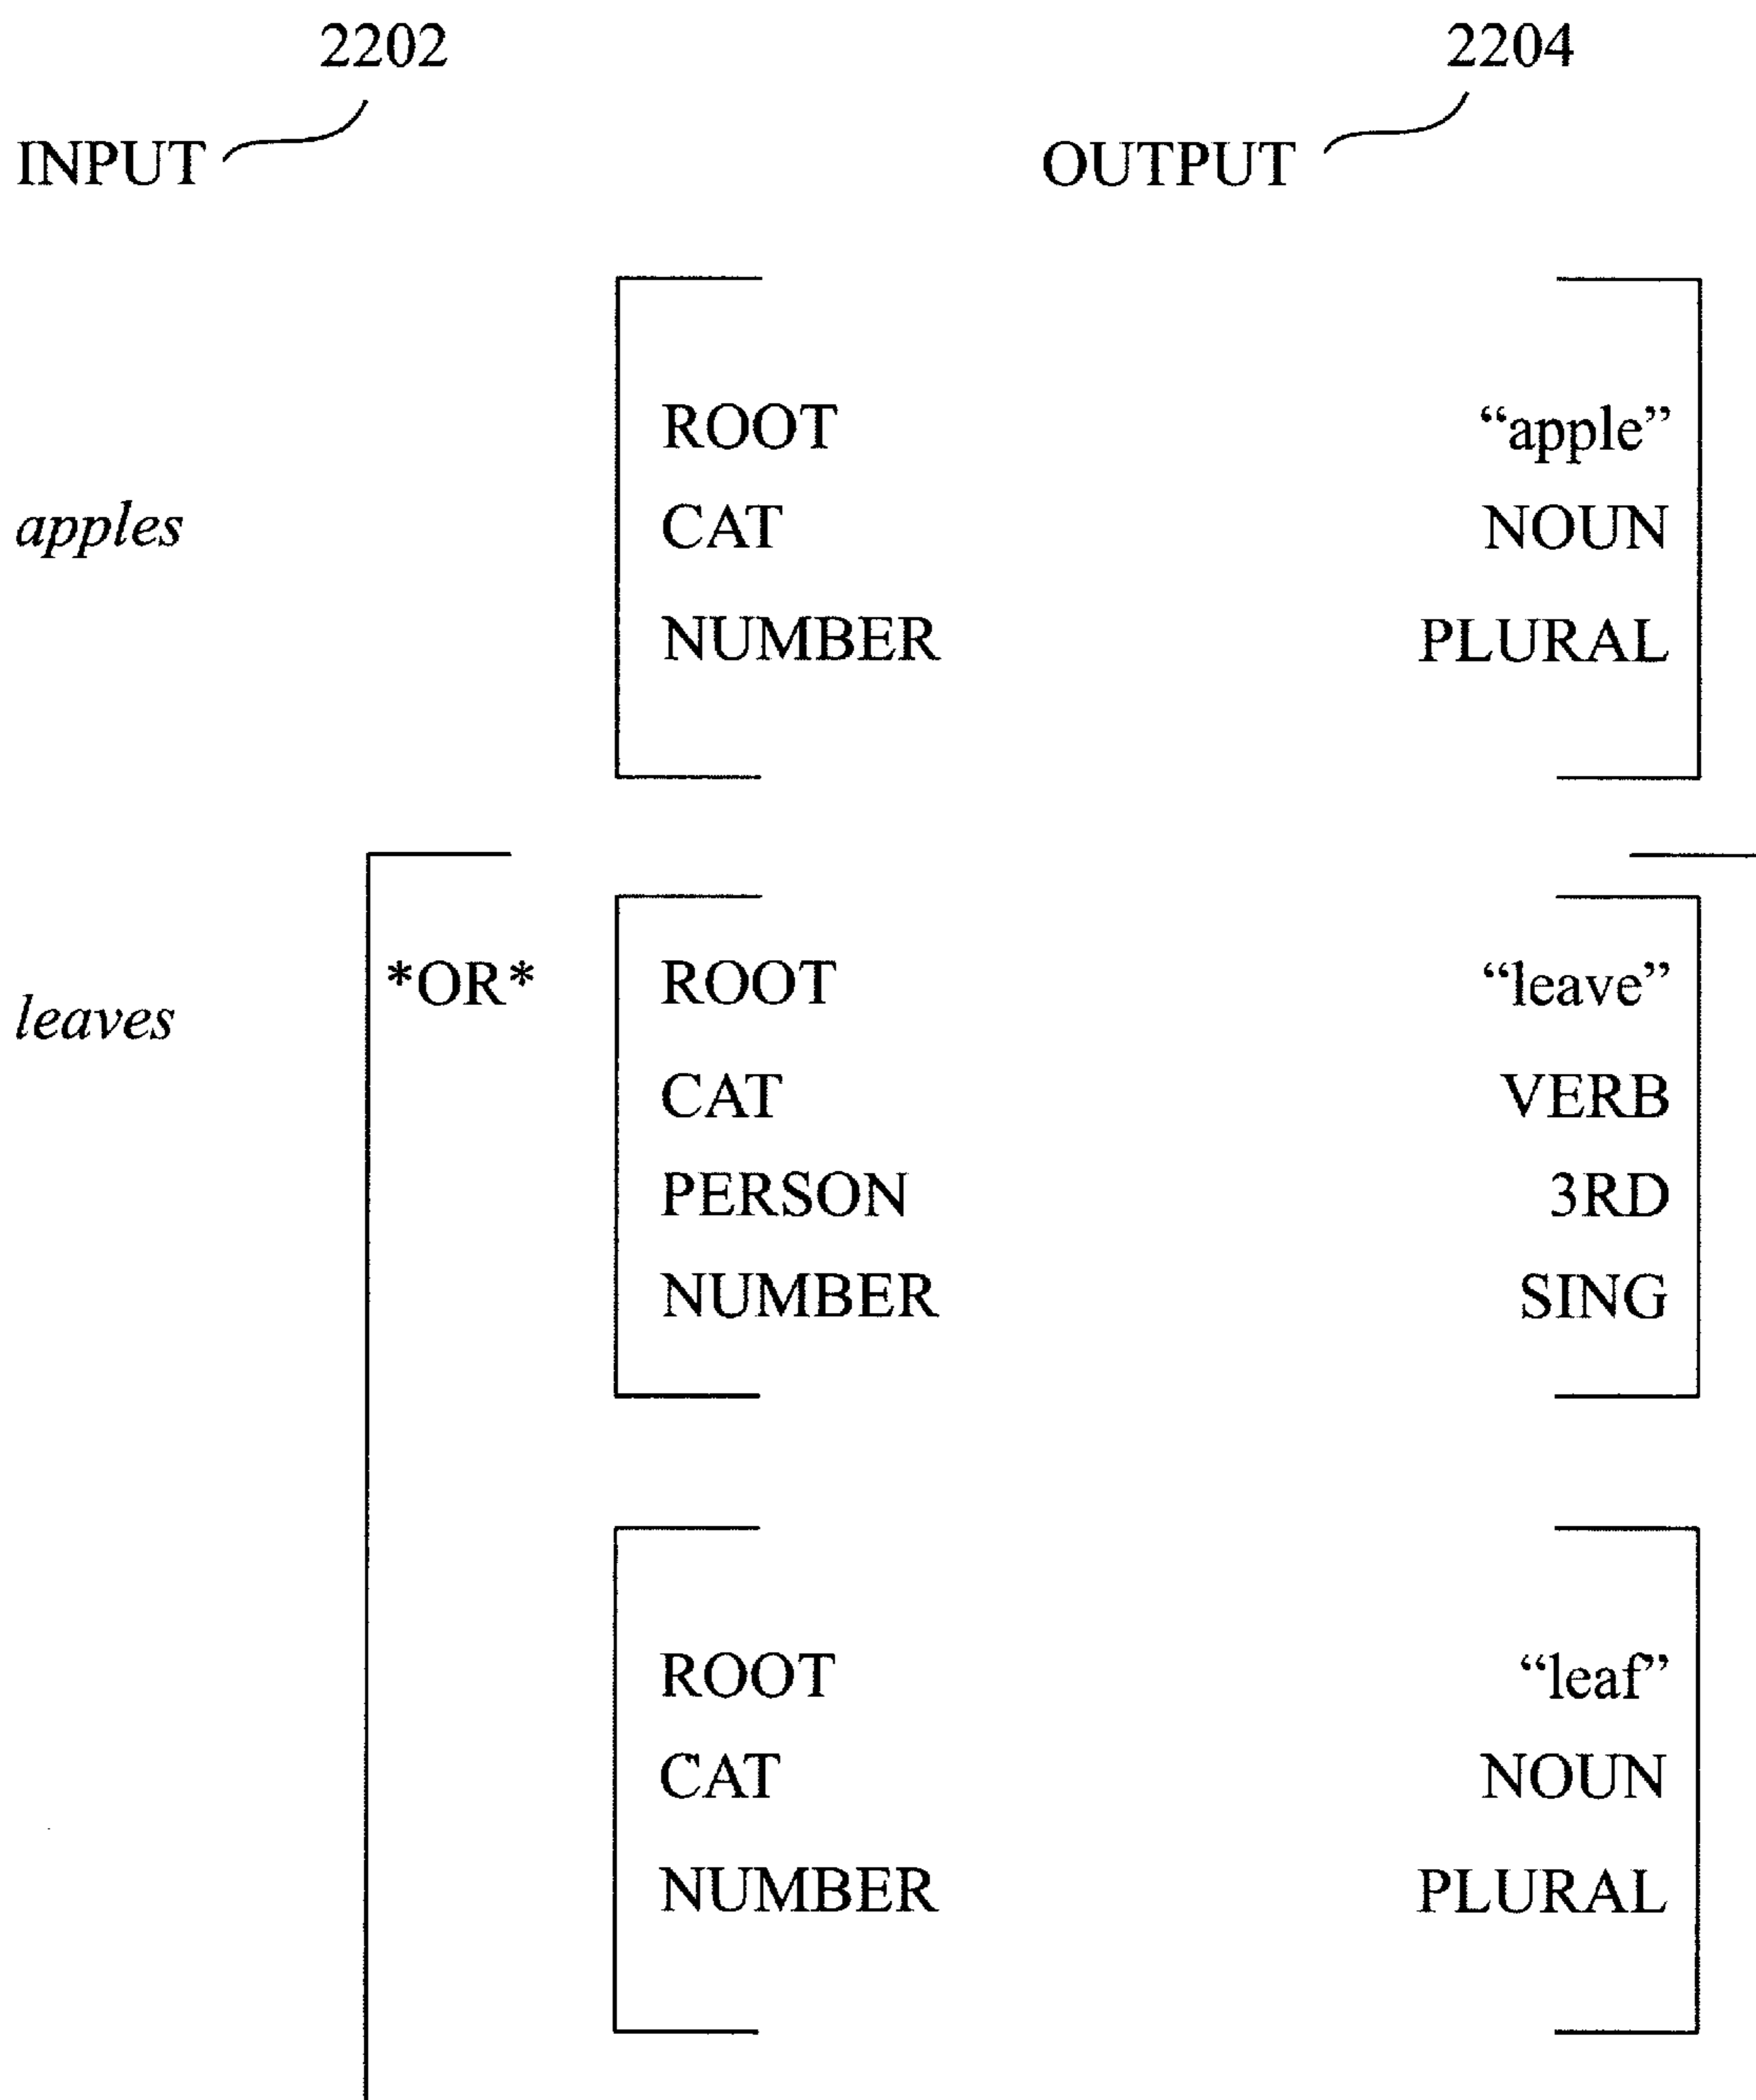 2202 2204
INPUT OUTPUT
ROOT “apple”
apples CAT NOUN
NUMBER PLURAL
*OR* ROOT “leave”
leaves
CAT VERB
PERSON 3RD
NUMBER SING
ROOT “leaf”
CAT NOUN
NUMBER PLURAL